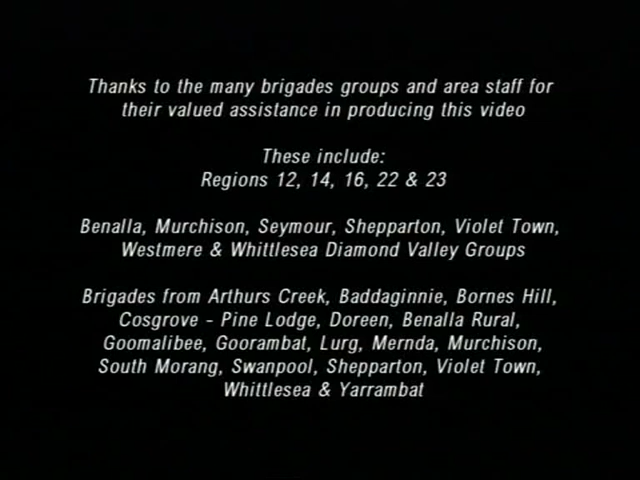 Thanks to the many brigades groups and area staff for
their valued assistance in producing this video
These include:
Regions 12, 14, 16, 22 & 23
Benalla, Murchison, Seymour, Shepparton, Violet Town,
Westmere & Whittlesea Diamond Valley Groups
Brigades from Arthurs Creek, Baddaginnie, Bornes Hill,
Cosgrove - Pine Lodge, Doreen, Benalla Rural,
Goomalibee, Goorambat, Lurg, Mernda, Murchison,
South Morang, Swanpool, Shepparton, Violet Town,
Whittlesea & Yarrambat